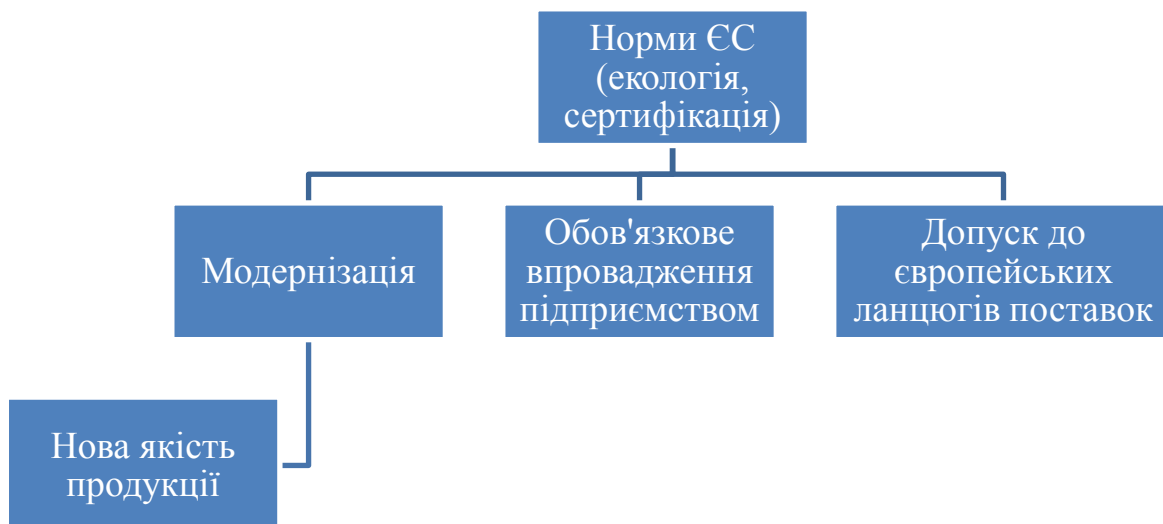 Норми ЄС
(екологія,
сертифікація)
Модернізація
Обов'язкове
впровадження
підприємством
Допуск до
європейських
ланцюгів поставок
Нова якість
продукції